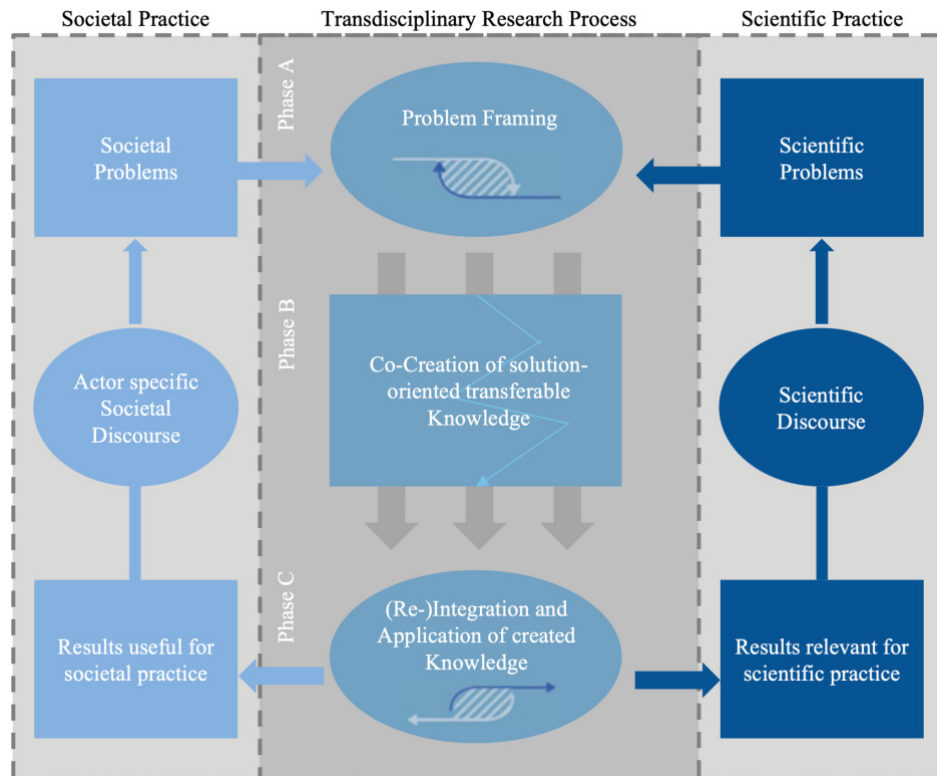 Societal Practice
Transdisciplinary Research Process
Scientific Practice
Societal
Problems
Phase A
Problem Framing
Scientific
Problems
Actor specific
Societal
Discourse
Phase B
Co-Creation of solution-
oriented transferable
Knowledge
Scientific
Discourse
Results useful for
societal practice
Phase C
(Re-)Integration and
Application of created
Knowledge
Results relevant for
scientific practice